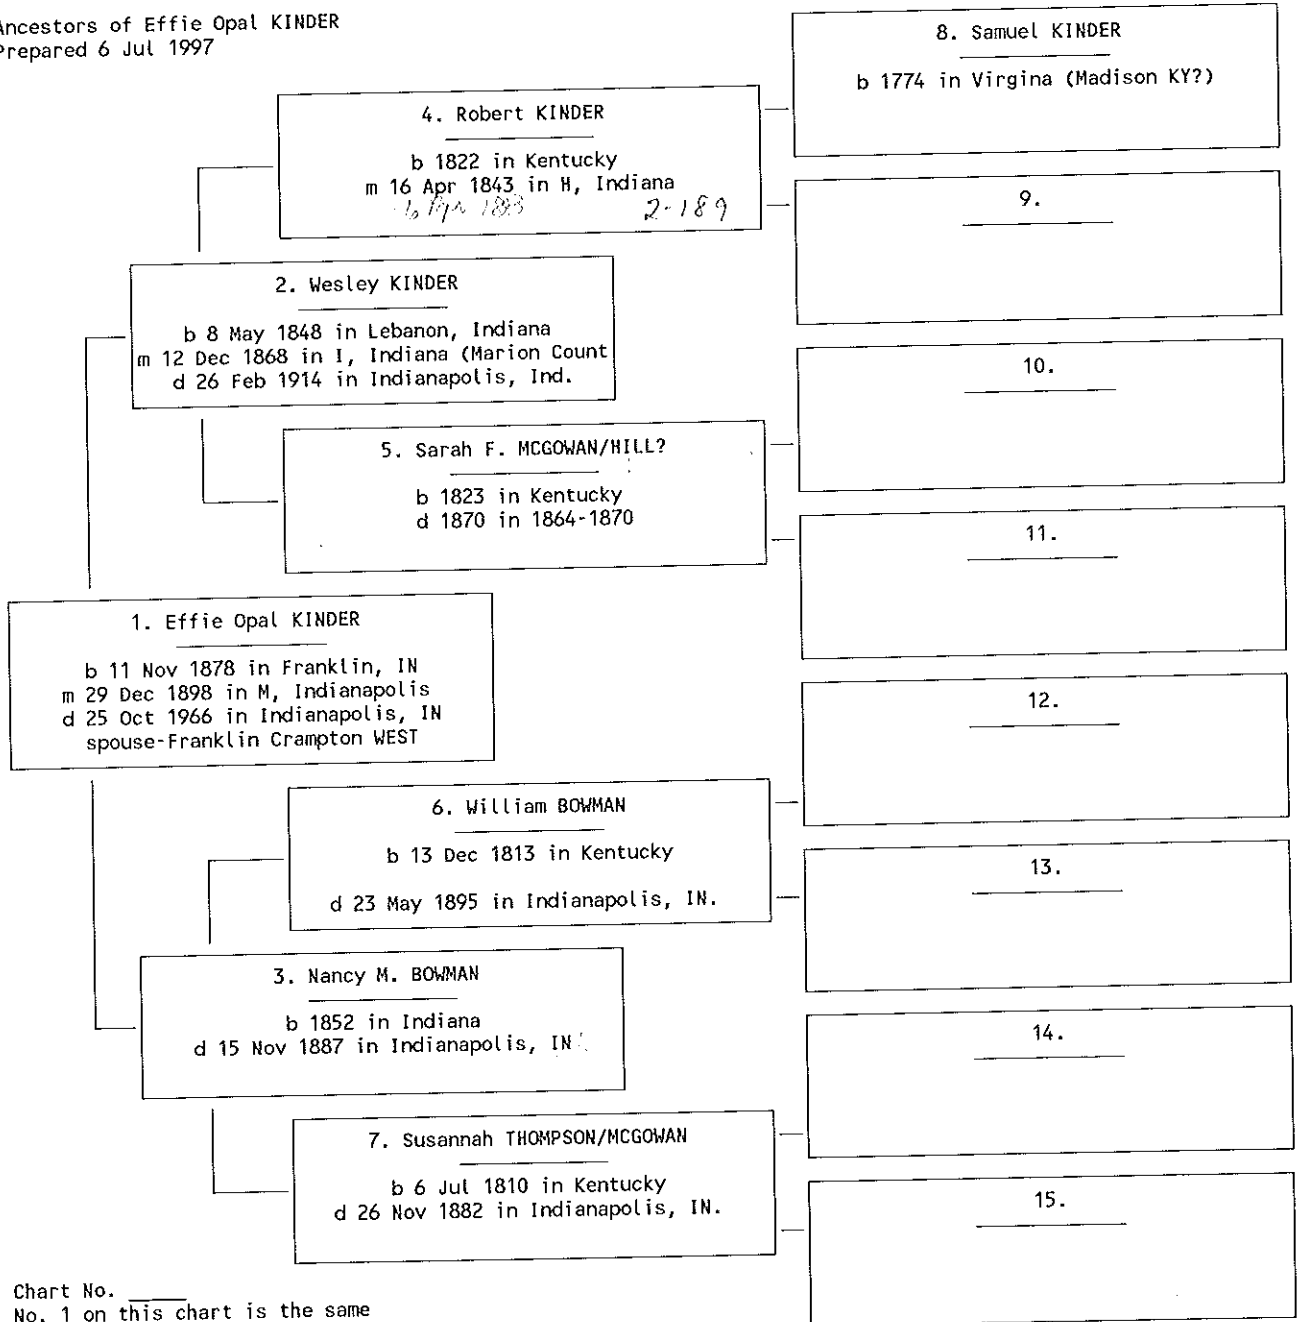 Ancestors of Effie Opal KINDER
Prepared 6 Jul 1997
8. Samuel KINDER
b 1774 in Virgina (Madison KY?)
4. Robert KINDER
b 1822 in Kentucky
m 16 Apr 1843 in H, Indiana
2-189
9.
2. Wesley KINDER
b 8 May 1848 in Lebanon, Indiana
m 12 Dec 1868 in I, Indiana (Marion Count
d 26 Feb 1914 in Indianapolis, Ind.
10.
5. Sarah F. MCGOWAN/HILL?
b 1823 in Kentucky
d 1870 in 1864-1870
11.
1. Effie Opal KINDER
b 11 Nov 1878 in Franklin, IN
m 29 Dec 1898 in M, Indianapolis
d 25 Oct 1966 in Indianapolis, IN
spouse-Franklin Crampton WEST
12.
6. William BOWMAN
b 13 Dec 1813 in Kentucky
d 23 May 1895 in Indianapolis, IN.
13.
3. Nancy M. BOWMAN
b 1852 in Indiana
d 15 Nov 1887 in Indianapolis, IN
14.
7. Susannah THOMPSON/MCGOWAN
b 6 Jul 1810 in Kentucky
d 26 Nov 1882 in Indianapolis, IN.
15.
Chart No.
No. 1 on this chart is the same